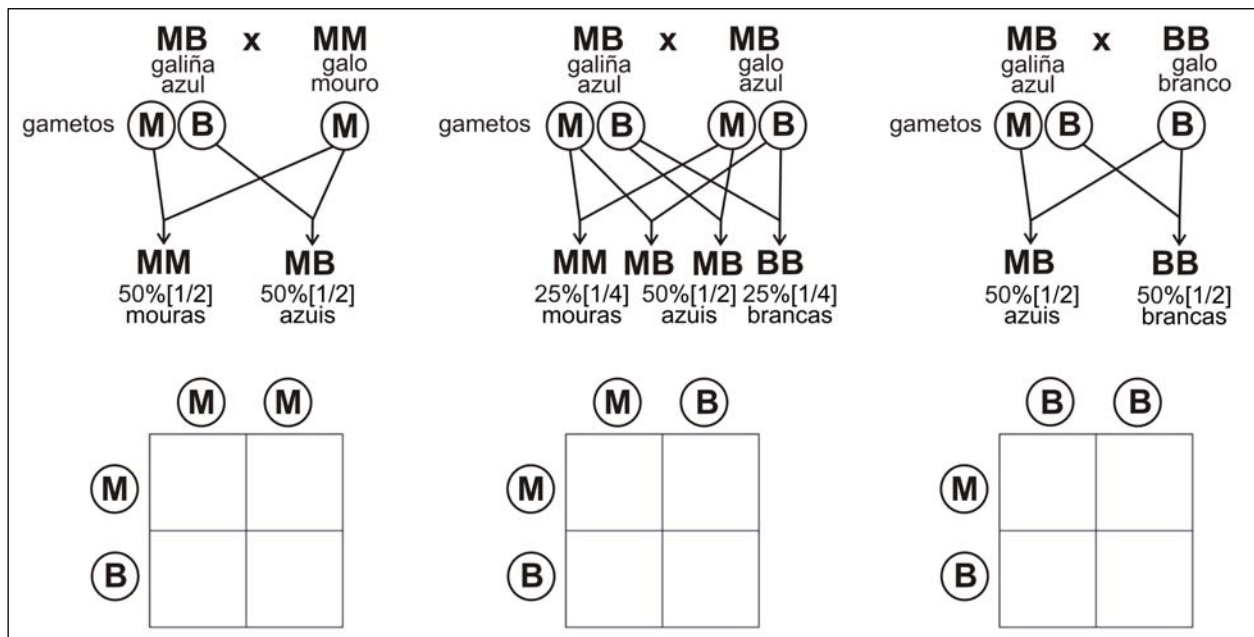 MB x MM
galiña azul galo mouro
gametos M B M
MM MB
50%[1/2] 50%[1/2]
mouras azuis
M M
M
B
MB x MB
galiña azul galo azul
gametos M B M B
MM MB MB BB
25%[1/4] 50%[1/2] 25%[1/4]
mouras azuis brancas
M B
M
B
MB x BB
galiña azul galo branco
gametos M B B
MB BB
50%[1/2] 50%[1/2]
azuis brancas
B B
M
B